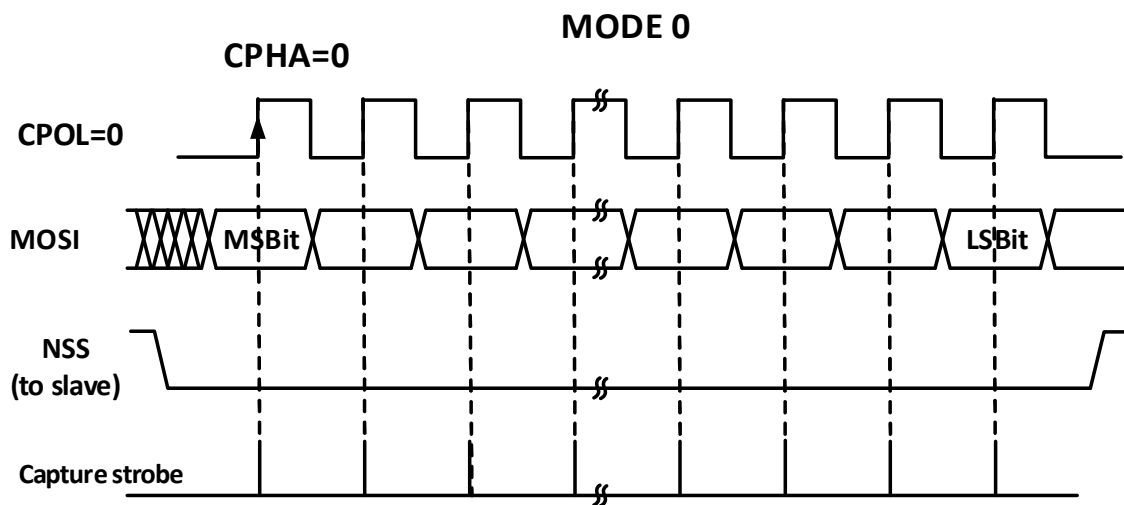 MODE 0
CPHA=0
CPOL=0
MOSI
MSBit
LSBit
NSS
(to slave)
Capture strobe